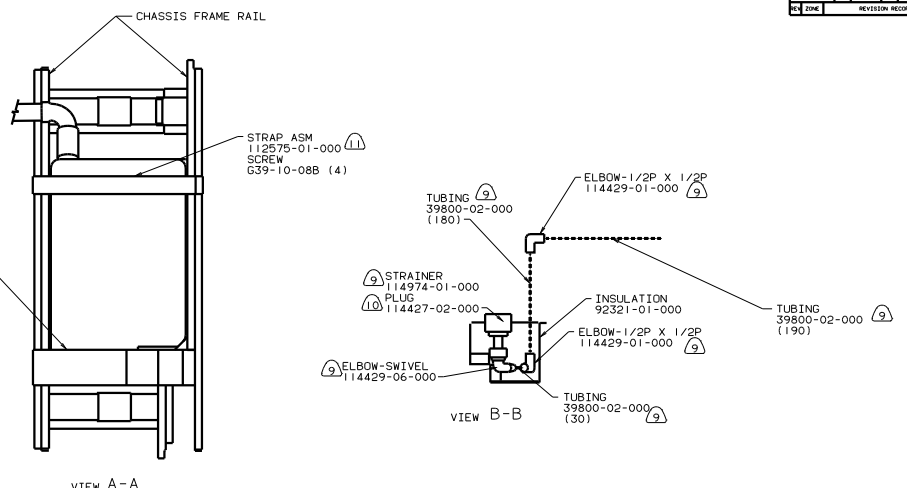 REV ZONE REVISION RECOR
CHASSIS FRAME RAIL
STRAP ASM
112575-01-000 11
SCREW
G39-10-08B (4)
VIEW A-A
TUBING 9
39800-02-000
(180)
ELBOW-1/2P X 1/2P
114429-01-000 9
9 STRAINER
114974-01-000
10 PLUG
114427-02-000
INSULATION
92321-01-000
ELBOW-1/2P X 1/2P
114429-01-000 9
TUBING 9
39800-02-000
(190)
9 ELBOW-SWIVEL
114429-06-000
TUBING
39800-02-000 9
(30)
VIEW B-B